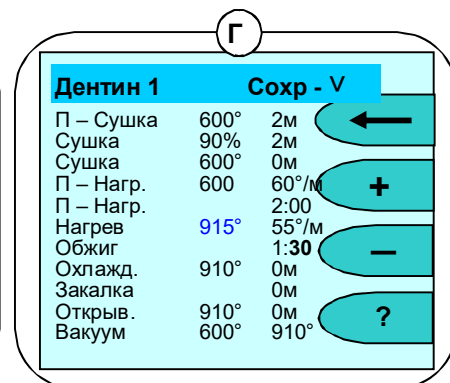 Г
Дентин 1 Сохр - V
П – Сушка 600° 2м
Сушка 90% 2м
Сушка 600° 0м
П – Нагр. 600 60°/м
П – Нагр. 2:00
Нагрев 915° 55°/м
Обжиг 1:30
Охлажд. 910° 0м
Закалка 0м
Открыв. 910° 0м
Вакуум 600° 910°
+
–
?